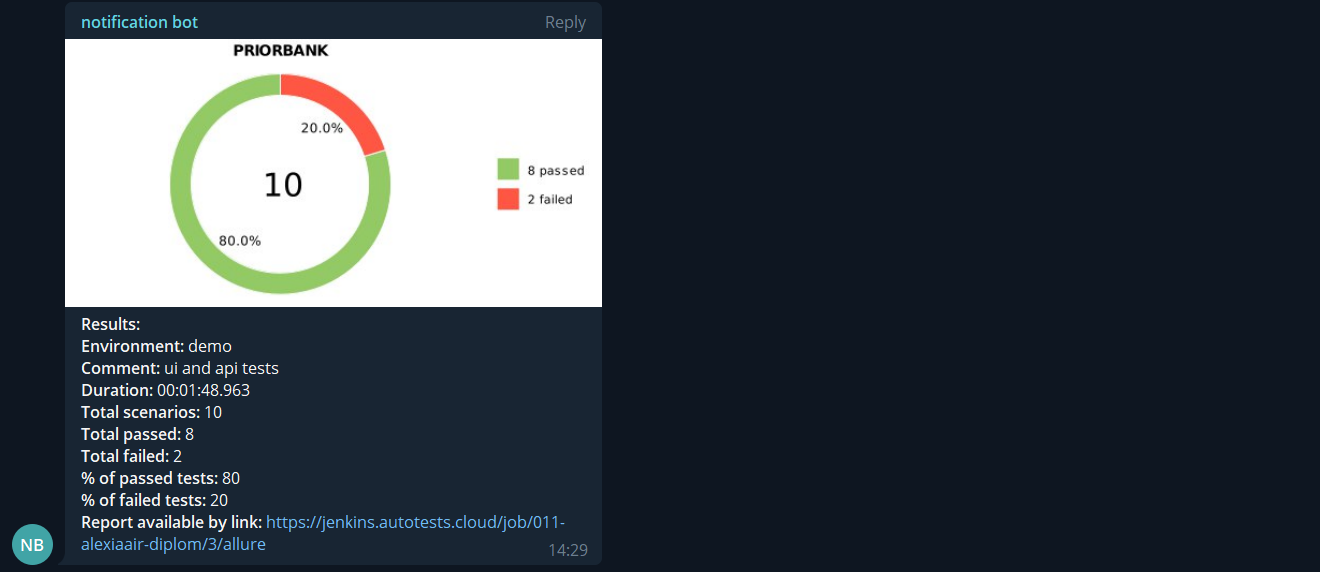 notification bot Reply
PRIORBANK
20.0%
10
80.0%
8 passed
2 failed
Results:
Environment: demo
Comment: ui and api tests
Duration: 00:01:48.963
Total scenarios: 10
Total passed: 8
Total failed: 2
% of passed tests: 80
% of failed tests: 20
Report available by link: https://jenkins.autotests.cloud/job/011-
alexiaair-diplom/3/allure
14:29
NB